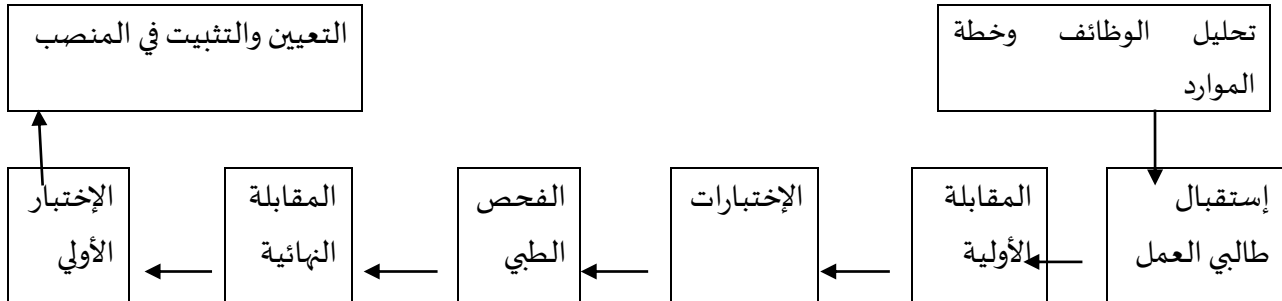 تحليل الوظائف وخطة
الموارد
التعيين والتثبيت في المنصب
إستقبال
طالبي العمل
المقابلة
الأولية
الإختبارات
الفحص
الطبي
المقابلة
النهائية
الإختبار
الأولي